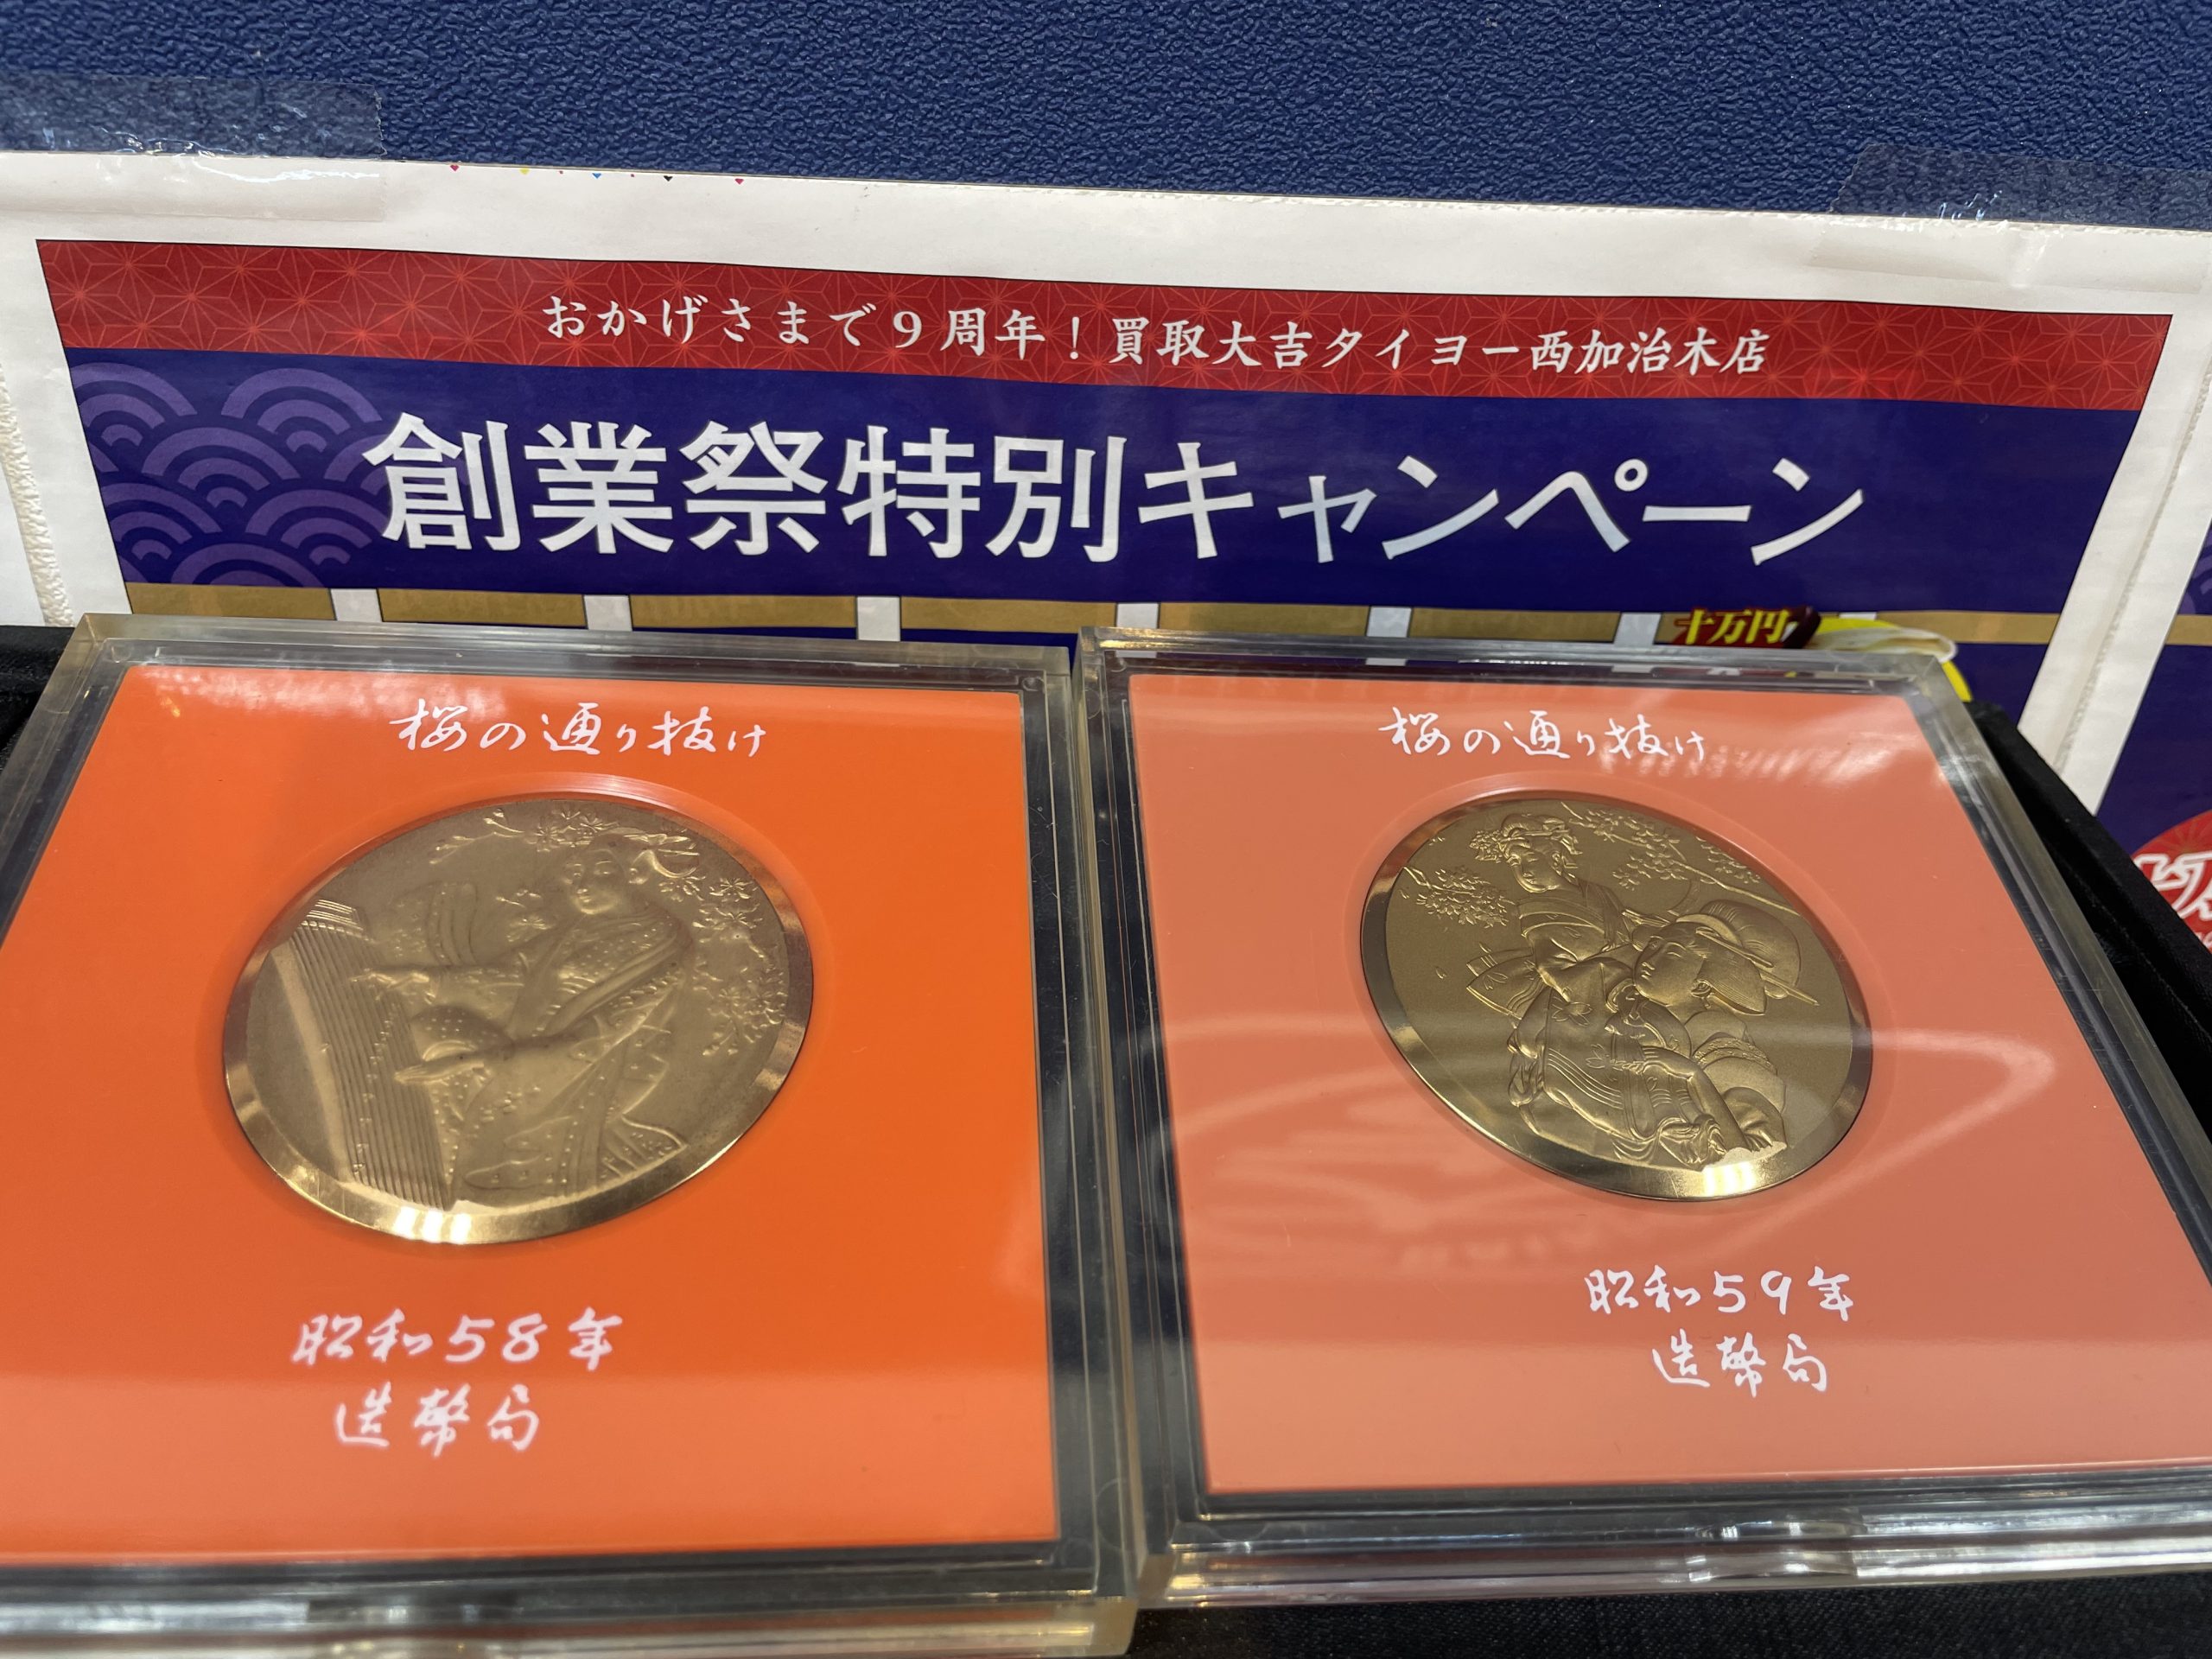 おかげさまで9周年！買取大吉タイヨー西加治木店
創業祭特別キャンペーン
十万円
桜の通り抜け
昭和58年
造幣局
桜の通り抜け
昭和59年
造幣局